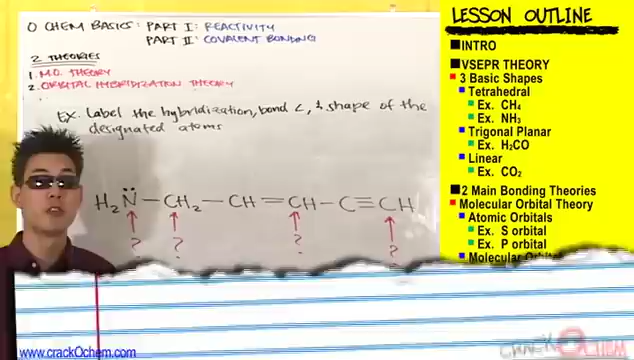 O CHEM BASICS: PART I: REACTIVITY
PART II: COVALENT BONDING
2 THEORIES
1. M.O. THEORY
2. ORBITAL HYBRIDIZATION THEORY
EX. Label the hybridization, bond <, & shape of the
designated atoms
H₂N̈ — CH₂ — CH = CH — C ≡ CH
? ? ? ?
www.crackOchem.com
LESSON OUTLINE
INTRO
VSEPR THEORY
3 Basic Shapes
Tetrahedral
Ex. CH₄
Ex. NH₃
Trigonal Planar
Ex. H₂CO
Linear
Ex. CO₂
2 Main Bonding Theories
Molecular Orbital Theory
Atomic Orbitals
Ex. S orbital
Ex. P orbital
Molecular
CRACKOCHEM